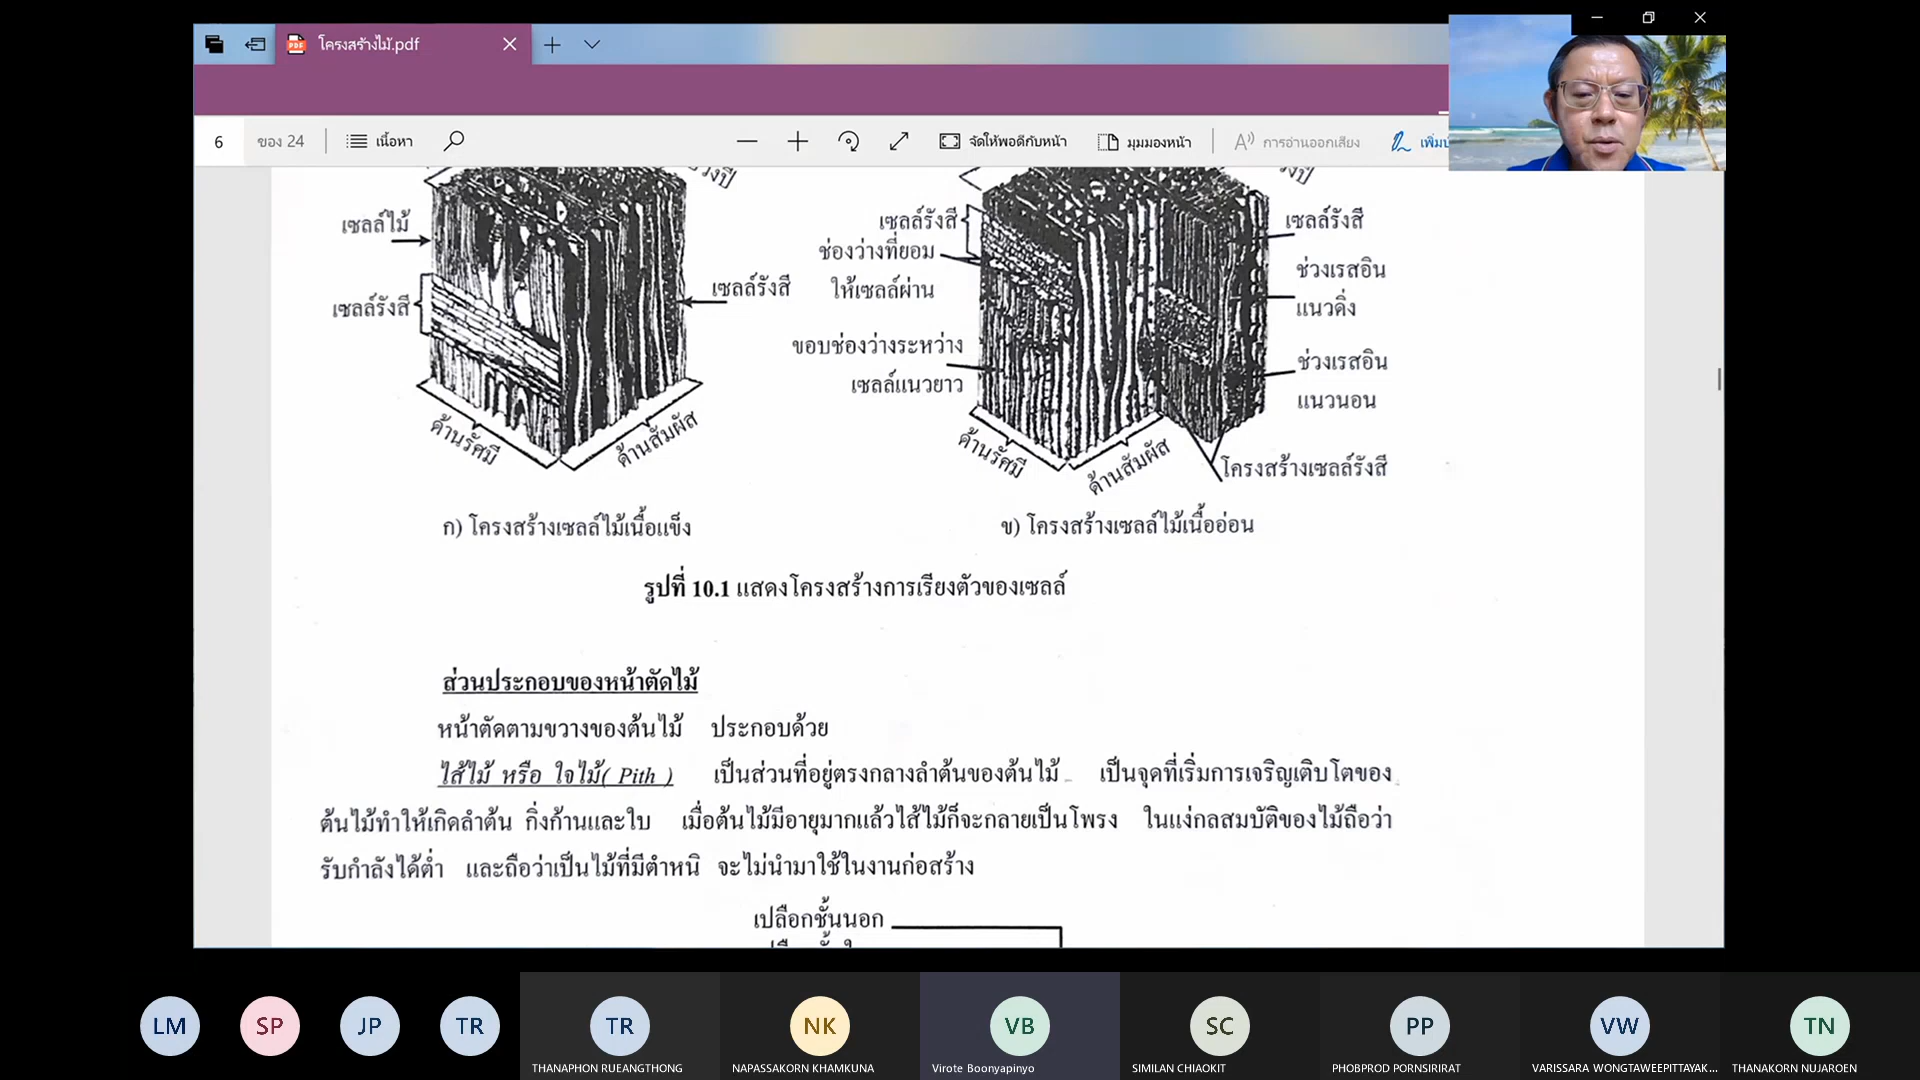 โครงสร้างไม้.pdf
6 ของ 24 เนื้อหา จัดให้พอดีกับหน้า มุมมองหน้า การอ่านออกเสียง
เซลล์ไม้
เซลล์รังสี
เซลล์รังสี
ด้านรัศมี
ด้านสัมผัส
เซลล์รังสี
ช่องว่างที่ยอม
ให้เซลล์ผ่าน
ขอบช่องว่างระหว่าง
เซลล์แนวยาว
เซลล์รังสี
ช่วงเรสอิน
แนวดิ่ง
ช่วงเรสอิน
แนวนอน
ด้านรัศมี
ด้านสัมผัส
โครงสร้างเซลล์รังสี
ก) โครงสร้างเซลล์ไม้เนื้อแข็ง
ข) โครงสร้างเซลล์ไม้เนื้ออ่อน
รูปที่ 10.1 แสดงโครงสร้างการเรียงตัวของเซลล์
ส่วนประกอบของหน้าตัดไม้
หน้าตัดตามขวางของต้นไม้ ประกอบด้วย
ไส้ไม้ หรือ ใจไม้( Pith ) เป็นส่วนที่อยู่ตรงกลางลำต้นของต้นไม้ เป็นจุดที่เริ่มการเจริญเติบโตของ
ต้นไม้ทำให้เกิดลำต้น กิ่งก้านและใบ เมื่อต้นไม้มีอายุมากแล้วไส้ไม้ก็จะกลายเป็นโพรง ในแง่กลสมบัติของไม้ถือว่า
รับกำลังได้ต่ำ และถือว่าเป็นไม้ที่มีตำหนิ จะไม่นำมาใช้ในงานก่อสร้าง
เปลือกชั้นนอก
LM SP JP TR TR NK VB SC PP VW TN
THANAPHON RUEANGTHONG NAPASSAKORN KHAMKUNA Virote Boonyapinyo SIMILAN CHIAOKIT PHOBPROD PORNSIRIRAT VARISSARA WONGTAWEEPITTAYAK... THANAKORN NUJAROEN